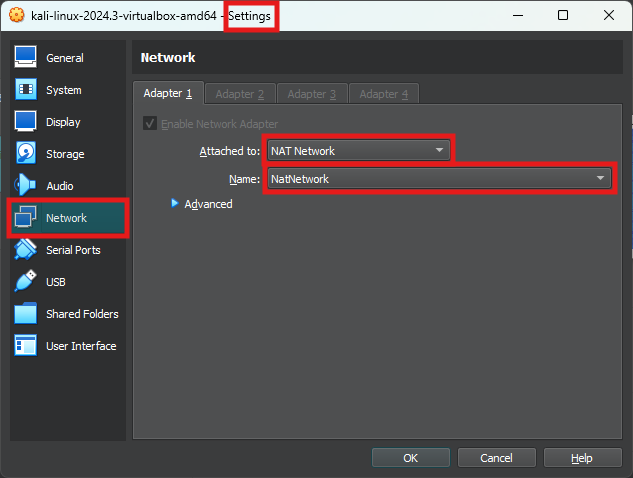 kali-linux-2024.3-virtualbox-amd64 - Settings
General
System
Display
Storage
Audio
Network
Serial Ports
USB
Shared Folders
User Interface
Network
Adapter 1 Adapter 2 Adapter 3 Adapter 4
Enable Network Adapter
Attached to: NAT Network
Name: NatNetwork
Advanced
OK Cancel Help